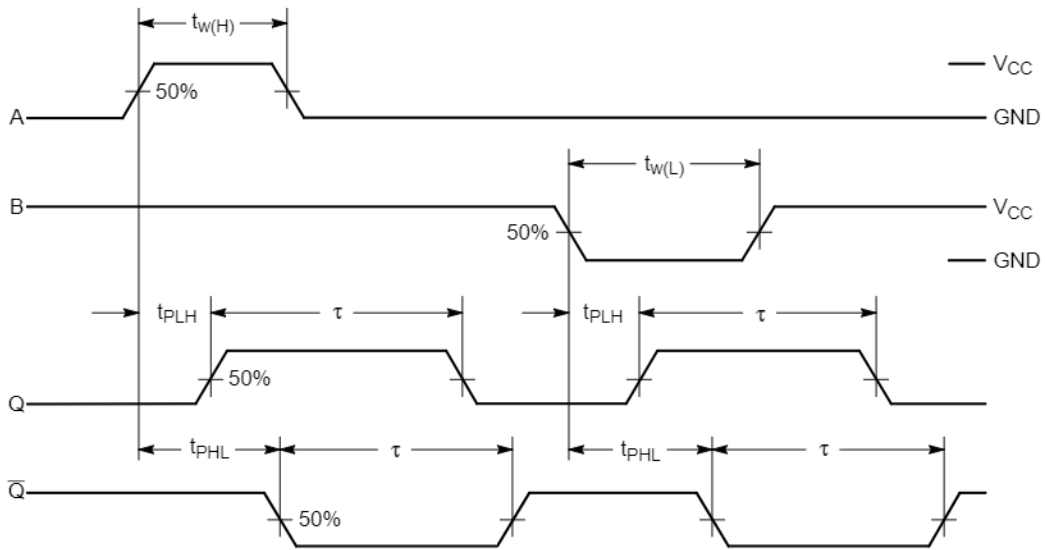 tw(H)
VCC
50%
A
GND
tw(L)
B
VCC
50%
GND
tPLH
τ
tPLH
τ
50%
Q
tPHL
τ
tPHL
τ
Q̅
50%